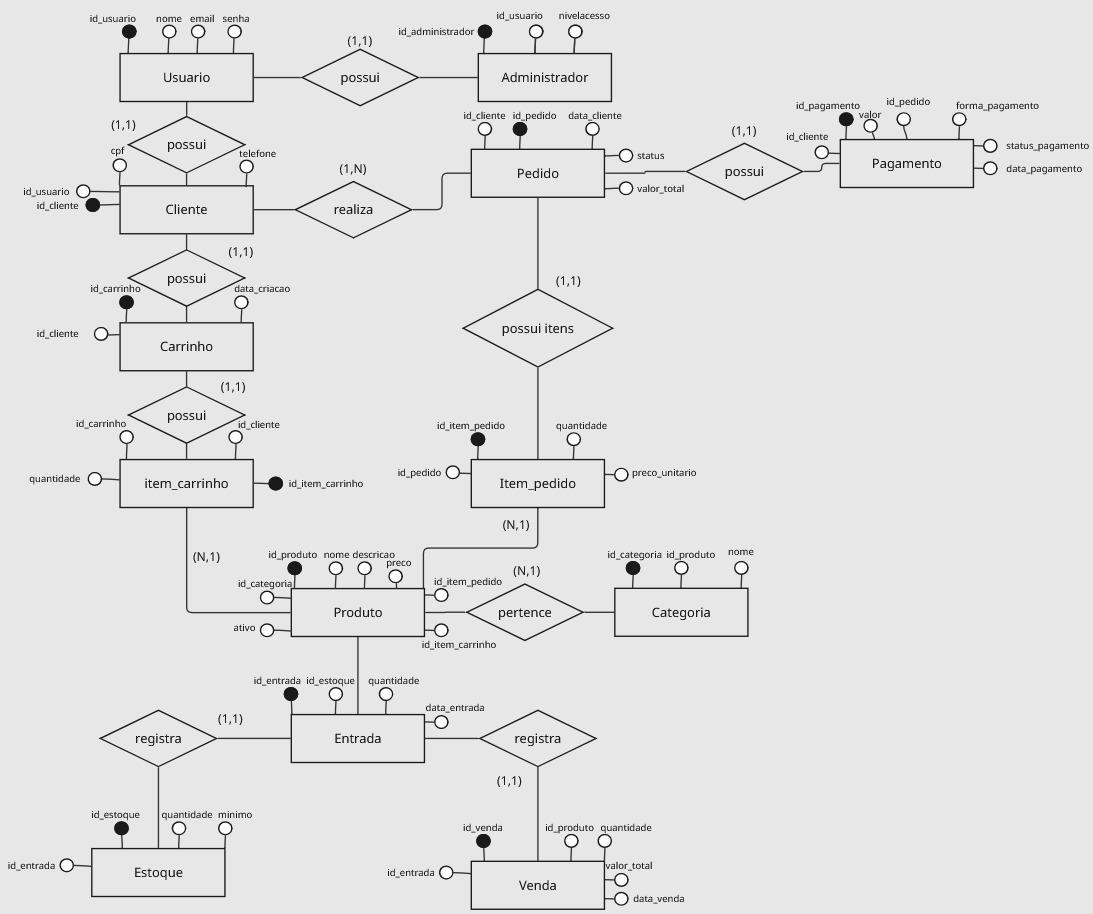 id_usuario
nome
email
senha
Usuario
(1,1)
possui
id_administrador
id_usuario
nivelacesso
Administrador
(1,1)
possui
cpf
telefone
id_usuario
id_cliente
Cliente
(1,N)
realiza
id_cliente
id_pedido
data_cliente
status
valor_total
Pedido
(1,1)
possui
id_pagamento
valor
id_pedido
forma_pagamento
id_cliente
status_pagamento
data_pagamento
Pagamento
(1,1)
possui
id_carrinho
data_criacao
id_cliente
Carrinho
(1,1)
possui itens
(1,1)
possui
id_carrinho
id_cliente
quantidade
id_item_carrinho
item_carrinho
id_item_pedido
quantidade
id_pedido
preco_unitario
Item_pedido
(N,1)
(N,1)
id_produto
nome
descricao
preco
id_categoria
id_item_pedido
ativo
id_item_carrinho
Produto
(N,1)
pertence
id_categoria
id_produto
nome
Categoria
id_entrada
id_estoque
quantidade
data_entrada
Entrada
(1,1)
registra
registra
(1,1)
id_estoque
quantidade
minimo
id_entrada
Estoque
id_venda
id_produto
quantidade
id_entrada
valor_total
data_venda
Venda